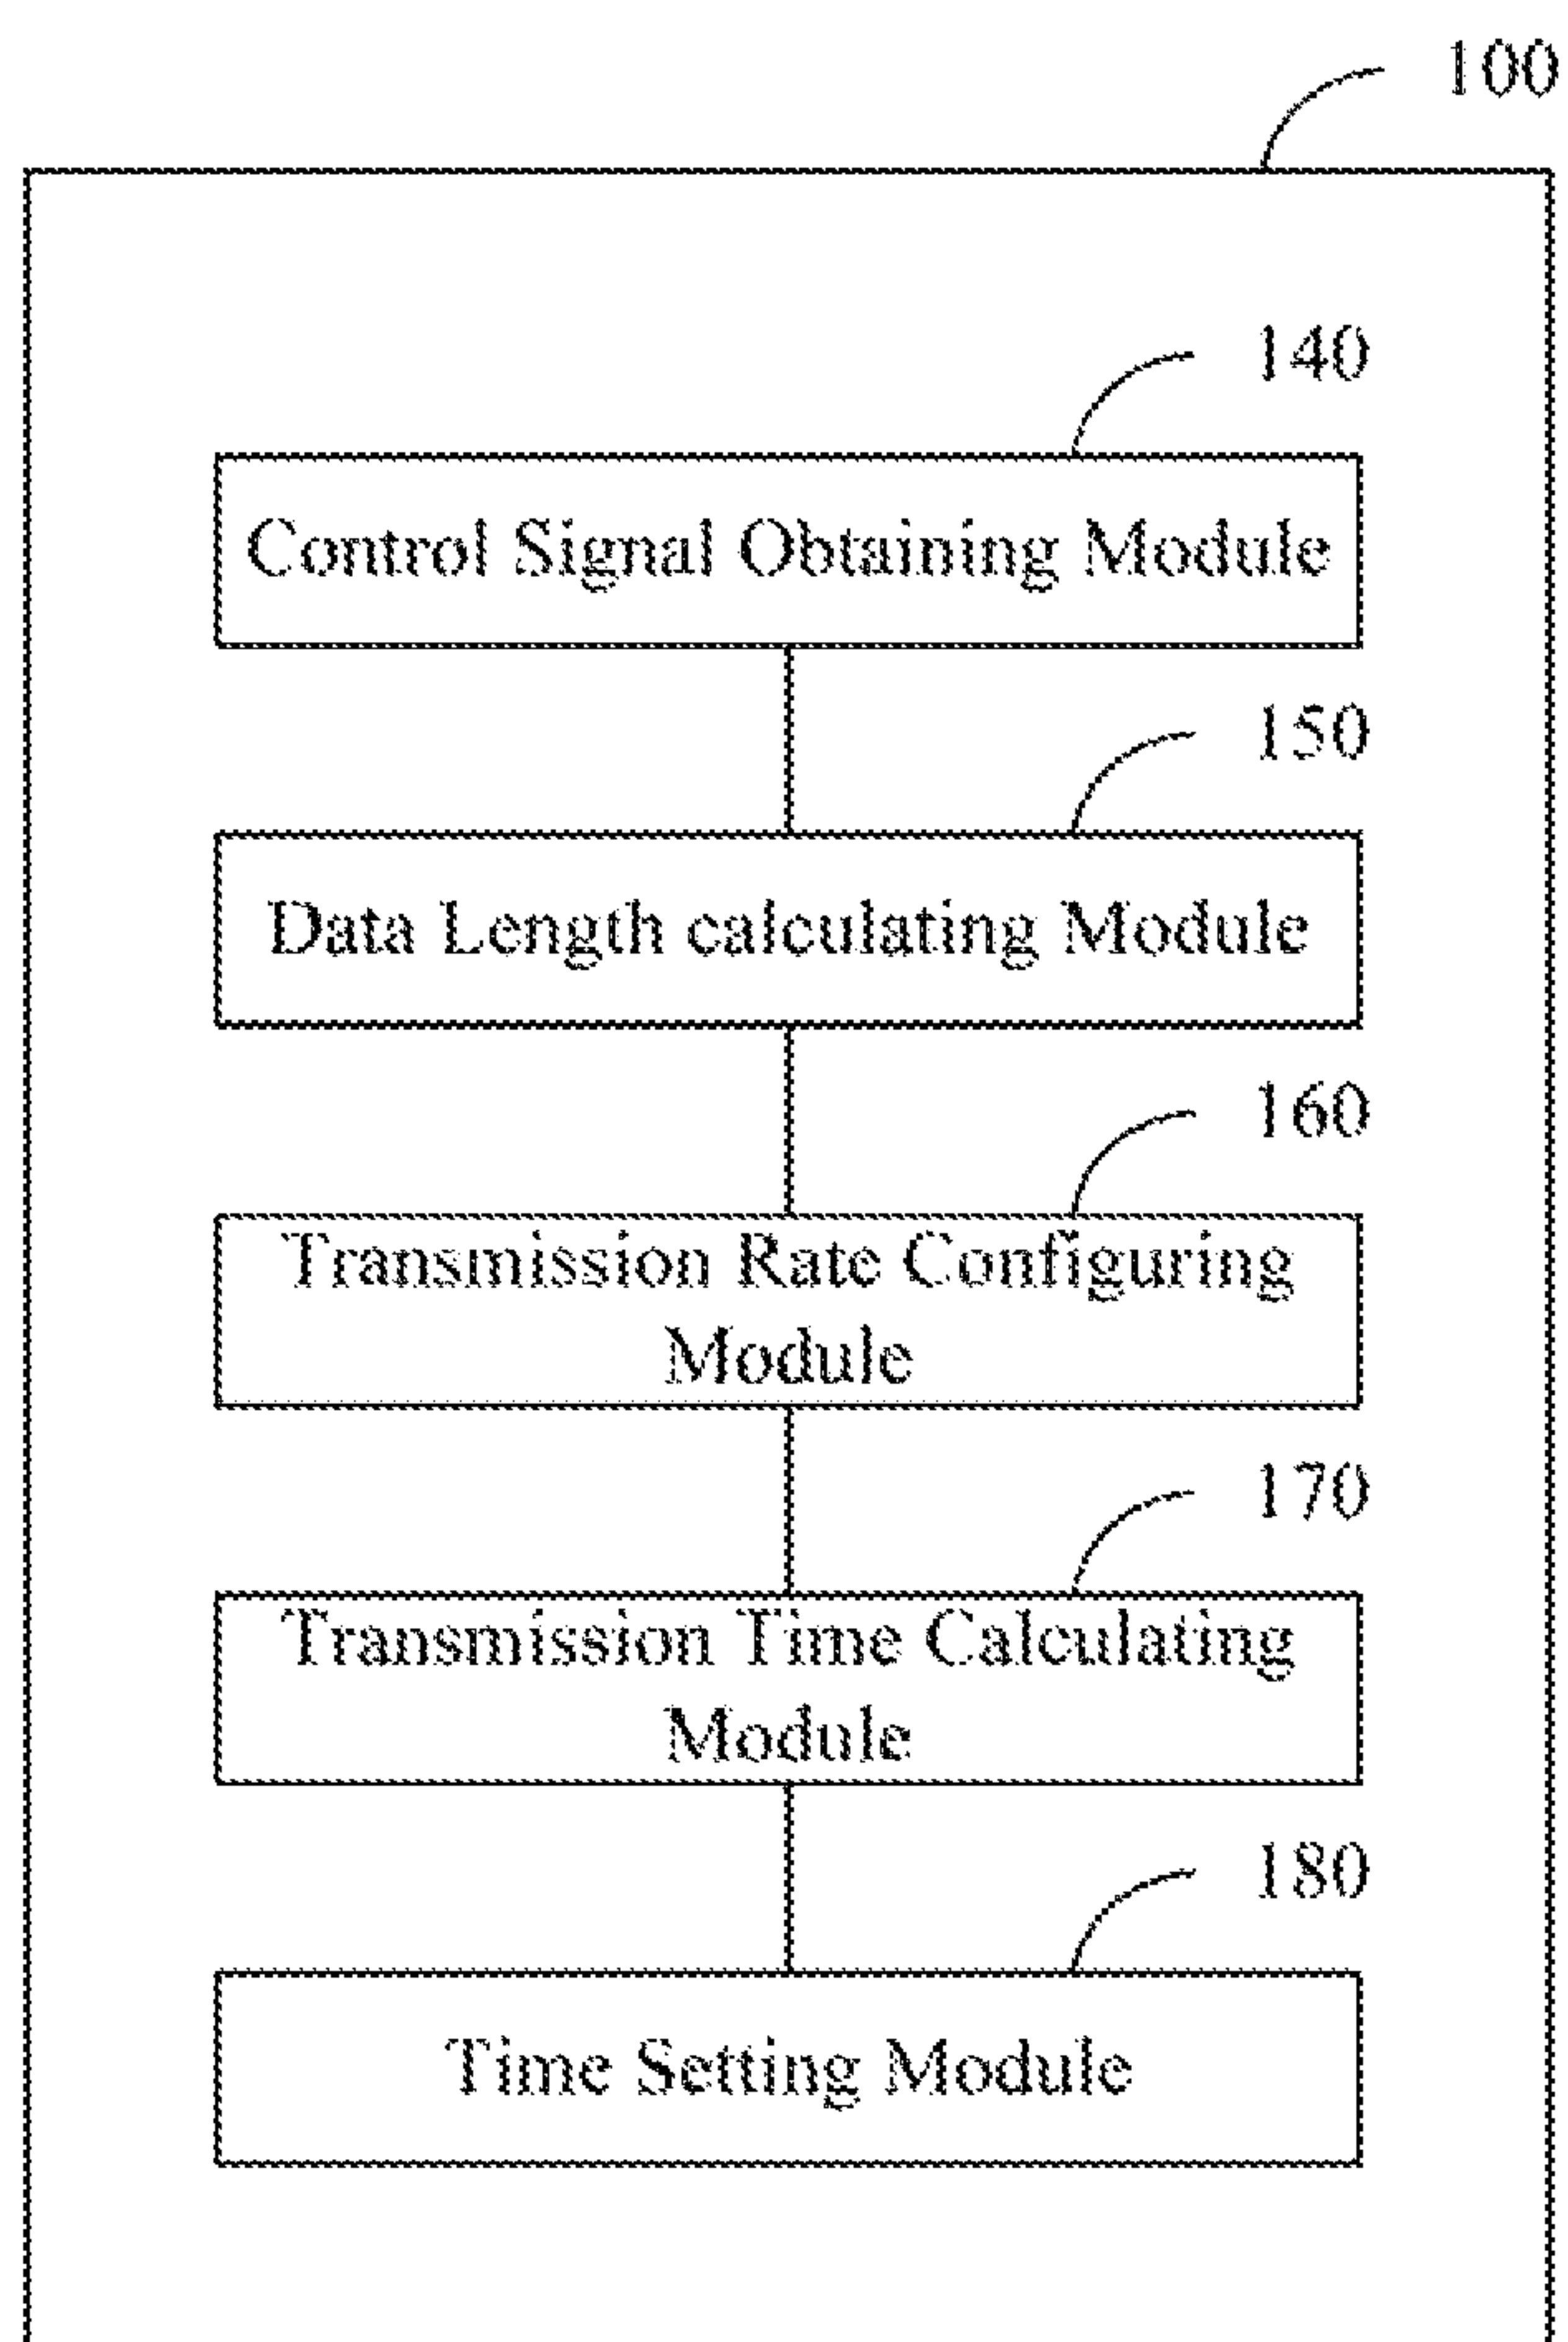 100
140
Control Signal Obtaining Module
150
Data Length calculating Module
160
Transmission Rate Configuring
Module
170
Transmission Time Calculating
Module
180
Time Setting Module